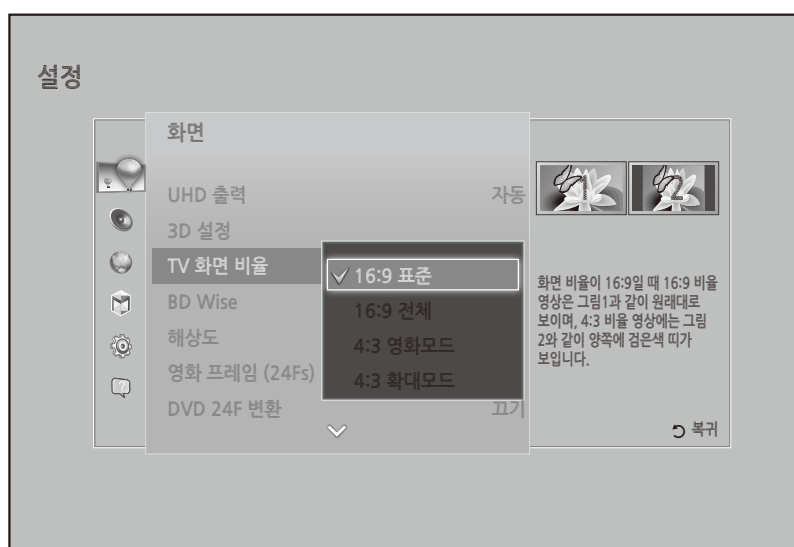 설정
화면
UHD 출력 자동
3D 설정
TV 화면 비율
16:9 표준
16:9 전체
4:3 영화모드
4:3 확대모드
BD Wise
해상도
영화 프레임 (24Fs)
DVD 24F 변환 끄기
1 2
화면 비율이 16:9일 때 16:9 비율
영상은 그림1과 같이 원래대로
보이며, 4:3 비율 영상에는 그림
2와 같이 양쪽에 검은색 띠가
보입니다.
복귀